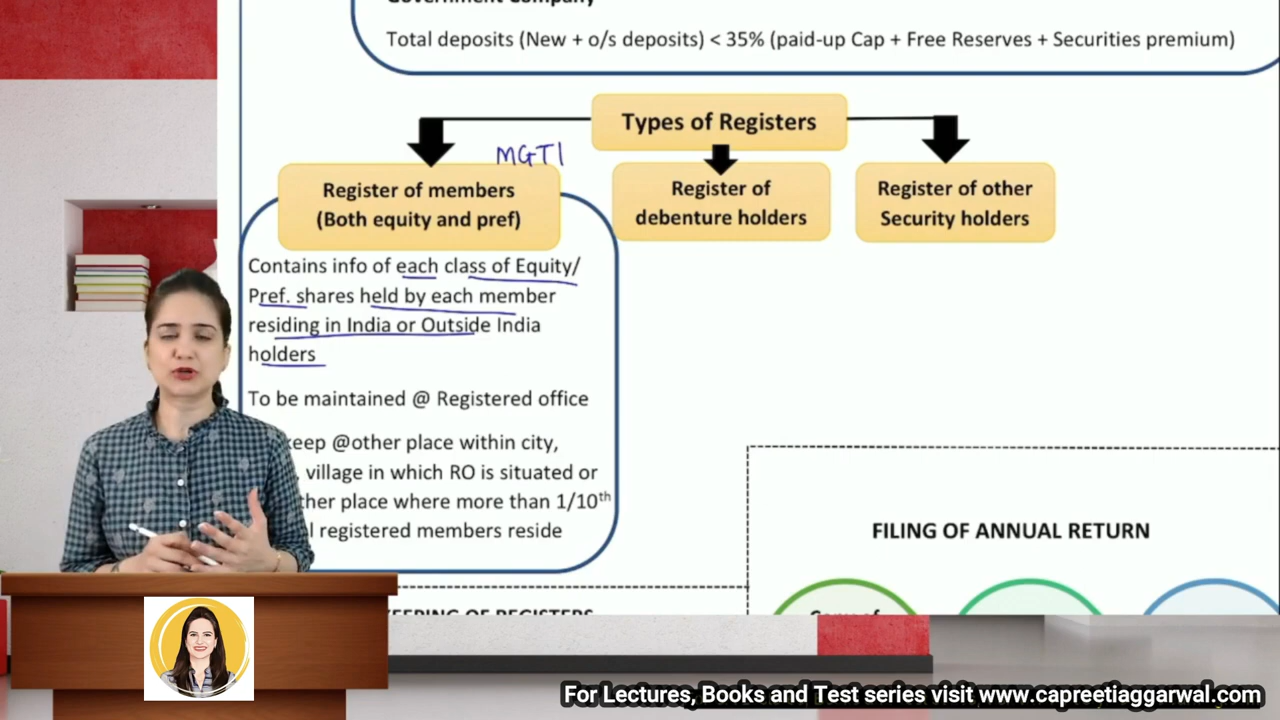 Total deposits (New + o/s deposits) < 35% (paid-up Cap + Free Reserves + Securities premium)
Types of Registers
MGT1
Register of members
(Both equity and pref)
Register of
debenture holders
Register of other
Security holders
Contains info of each class of Equity/
Pref. shares held by each member
residing in India or Outside India
holders
To be maintained @ Registered office
keep @other place within city,
village in which RO is situated or
place where more than 1/10th
registered members reside
FILING OF ANNUAL RETURN
For Lectures, Books and Test series visit www.capreetiaggarwal.com